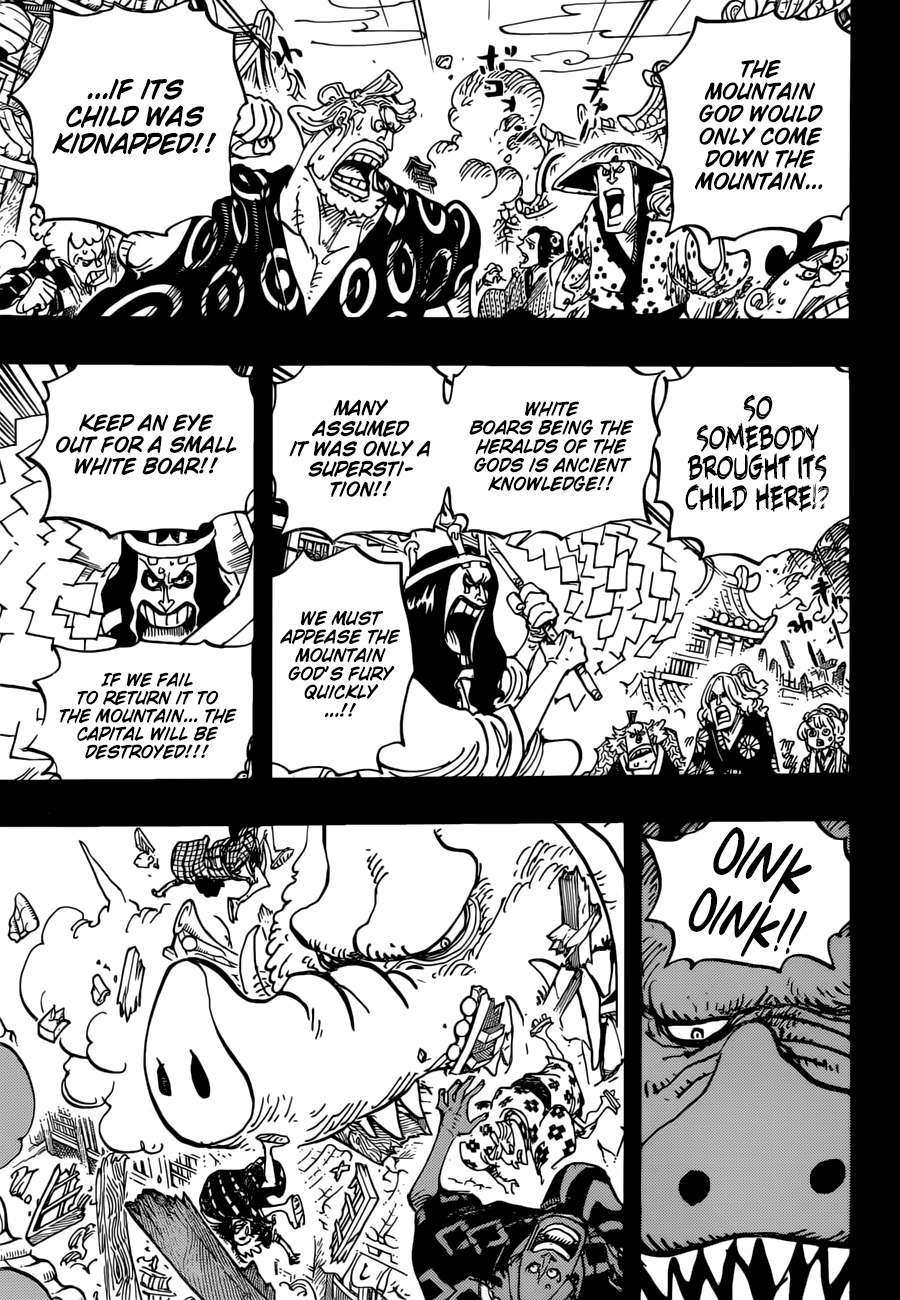 THE
MOUNTAIN
GOD WOULD
ONLY COME
DOWN THE
MOUNTAIN...
...IF ITS
CHILD WAS
KIDNAPPED!!
SO
SOMEBODY
BROUGHT ITS
CHILD HERE!?
WHITE
BOARS BEING THE
HERALDS OF THE
GODS IS ANCIENT
KNOWLEDGE!!
MANY
ASSUMED
IT WAS ONLY A
SUPERSTI-
TION!!
WE MUST
APPEASE THE
MOUNTAIN
GOD'S FURY
QUICKLY
...!!
KEEP AN EYE
OUT FOR A SMALL
WHITE BOAR!!
IF WE FAIL
TO RETURN IT TO
THE MOUNTAIN... THE
CAPITAL WILL BE
DESTROYED!!!
OINK
OINK!!